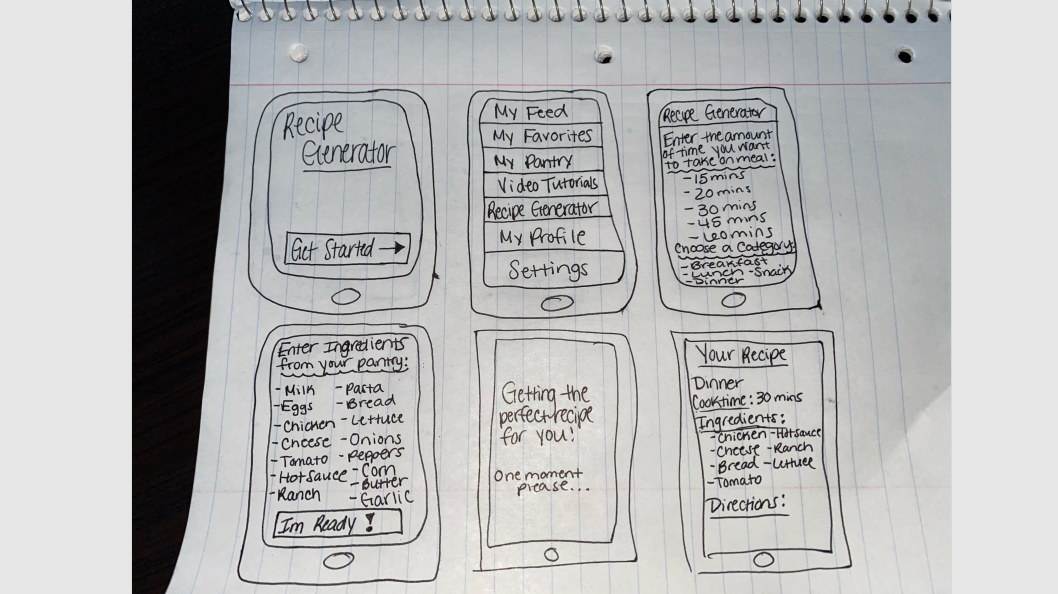 Recipe
Generator
Get Started →
My Feed
My Favorites
My Pantry
Video Tutorials
Recipe Generator
My Profile
Settings
Recipe Generator
Enter the amount
of time you want
to take on meal:
-15 mins
-20 mins
-30 mins
-45 mins
-60 mins
Choose a Category
-Breakfast
-Lunch -Snack
-Dinner
Enter Ingredients
from your pantry:
-Milk -Pasta
-Eggs -Bread
-Chicken -Lettuce
-Cheese -Onions
-Tomato -Peppers
-Hot Sauce -Corn
-Butter
-Ranch -Garlic
Im Ready!
Getting the
perfect recipe
for you!
One moment
please...
Your Recipe
Dinner
Cooktime: 30 mins
Ingredients:
-Chicken -Hot sauce
-Cheese -Ranch
-Bread -Lettuce
-Tomato
Directions: